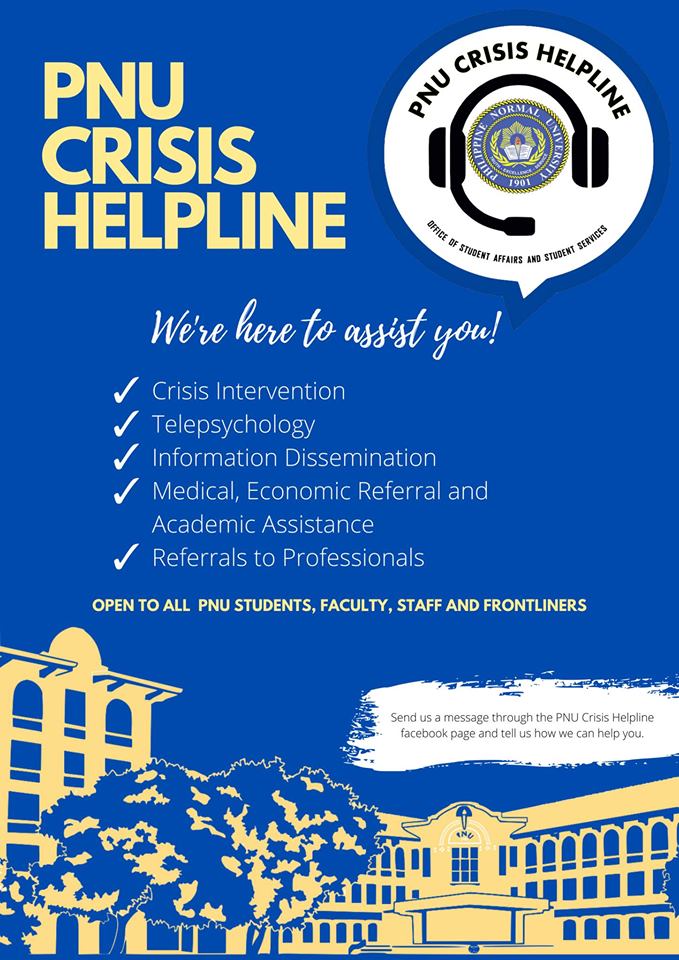 PNU
CRISIS
HELPLINE
PNU CRISIS HELPLINE
PHILIPPINE NORMAL UNIVERSITY
1901
OFFICE OF STUDENT AFFAIRS AND STUDENT SERVICES
We're here to assist you!
✓ Crisis Intervention
✓ Telepsychology
✓ Information Dissemination
✓ Medical, Economic Referral and
Academic Assistance
✓ Referrals to Professionals
OPEN TO ALL PNU STUDENTS, FACULTY, STAFF AND FRONTLINERS
Send us a message through the PNU Crisis Helpline
facebook page and tell us how we can help you.
PNU